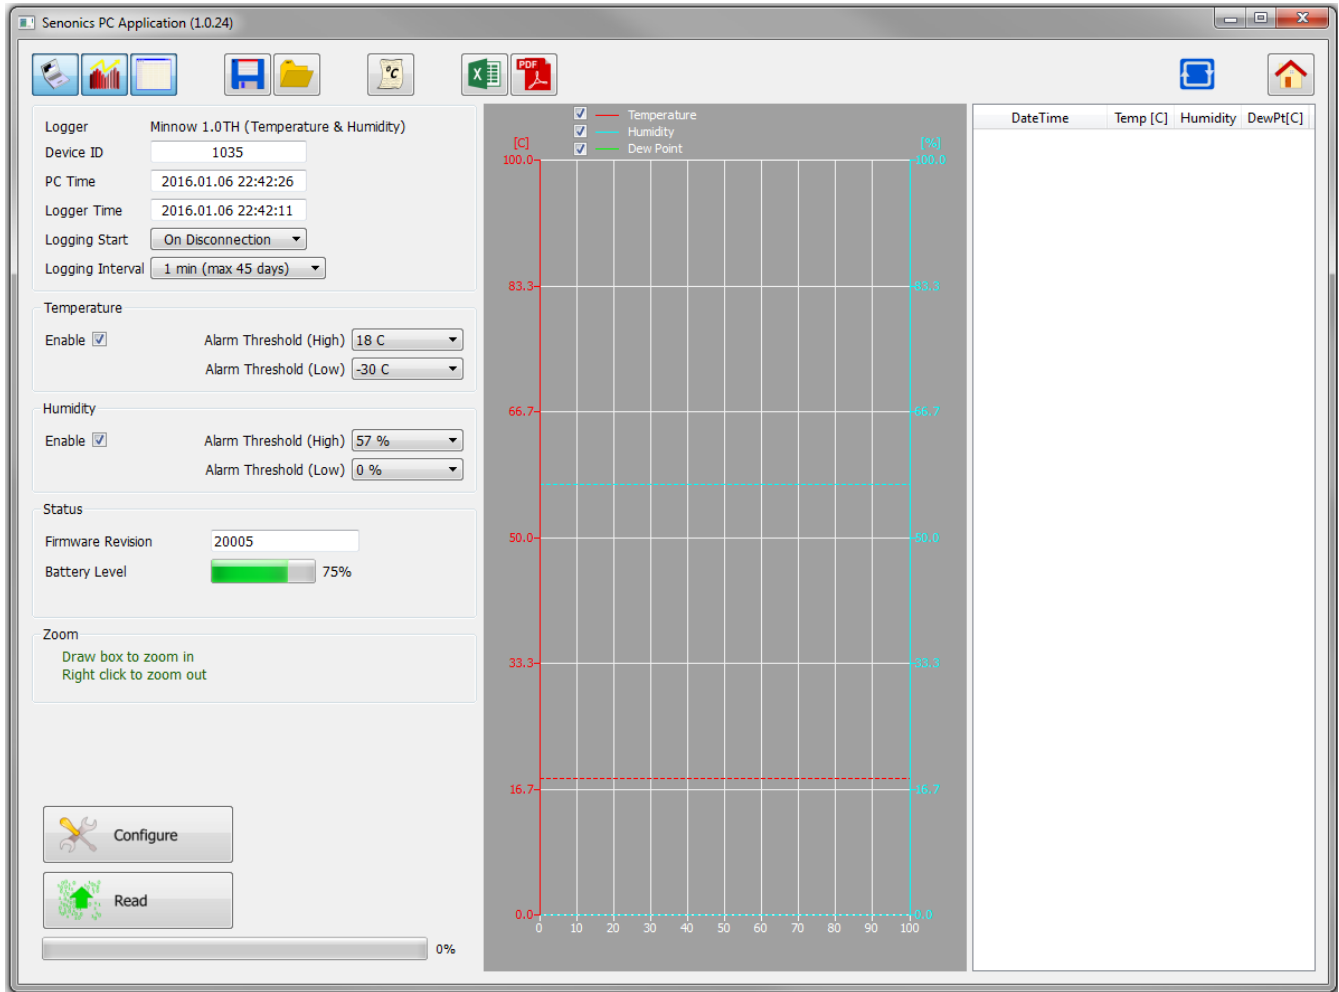 Senonics PC Application (1.0.24)
°C
X
PDF
Logger Minnow 1.0TH (Temperature & Humidity)
Device ID 1035
PC Time 2016.01.06 22:42:26
Logger Time 2016.01.06 22:42:11
Logging Start On Disconnection
Logging Interval 1 min (max 45 days)
Temperature
Enable Alarm Threshold (High) 18 C
Alarm Threshold (Low) -30 C
Humidity
Enable Alarm Threshold (High) 57 %
Alarm Threshold (Low) 0 %
Status
Firmware Revision 20005
Battery Level 75%
Zoom
Draw box to zoom in
Right click to zoom out
Configure
Read
0%
Temperature
Humidity
Dew Point
[C] [%]
100.0 100.0
83.3 83.3
66.7 66.7
50.0 50.0
33.3 33.3
16.7 16.7
0.0 0.0
0 10 20 30 40 50 60 70 80 90 100
DateTime Temp [C] Humidity DewPt[C]